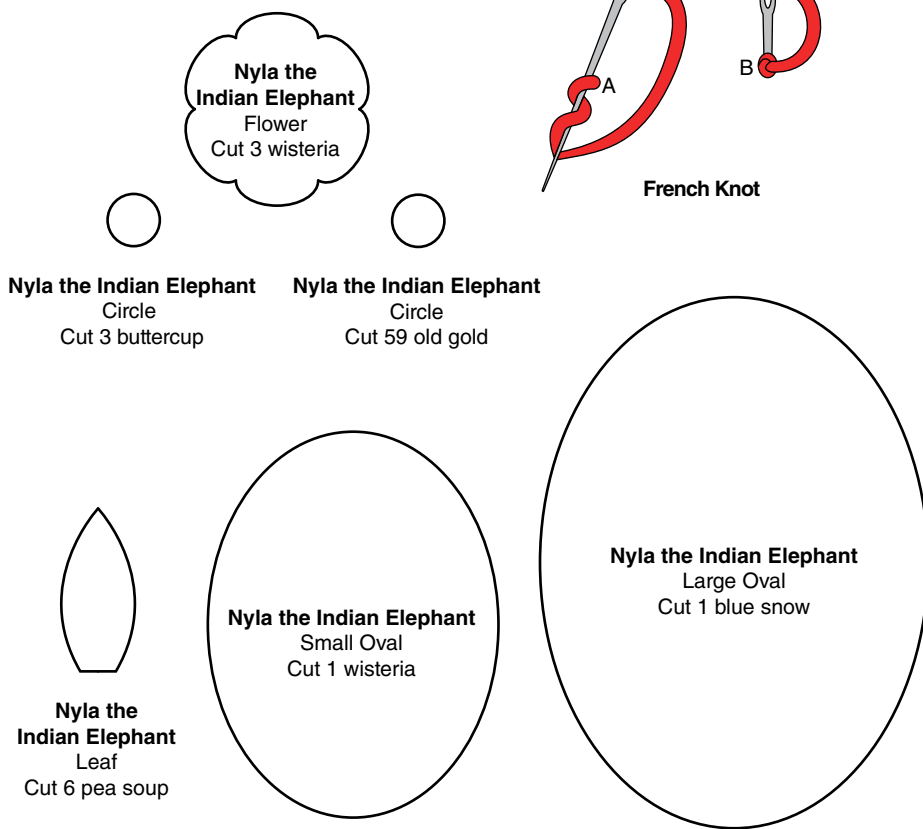 Nyla the
Indian Elephant
Flower
Cut 3 wisteria
A
B
French Knot
Nyla the Indian Elephant
Circle
Cut 3 buttercup
Nyla the Indian Elephant
Circle
Cut 59 old gold
Nyla the Indian Elephant
Large Oval
Cut 1 blue snow
Nyla the Indian Elephant
Small Oval
Cut 1 wisteria
Nyla the
Indian Elephant
Leaf
Cut 6 pea soup